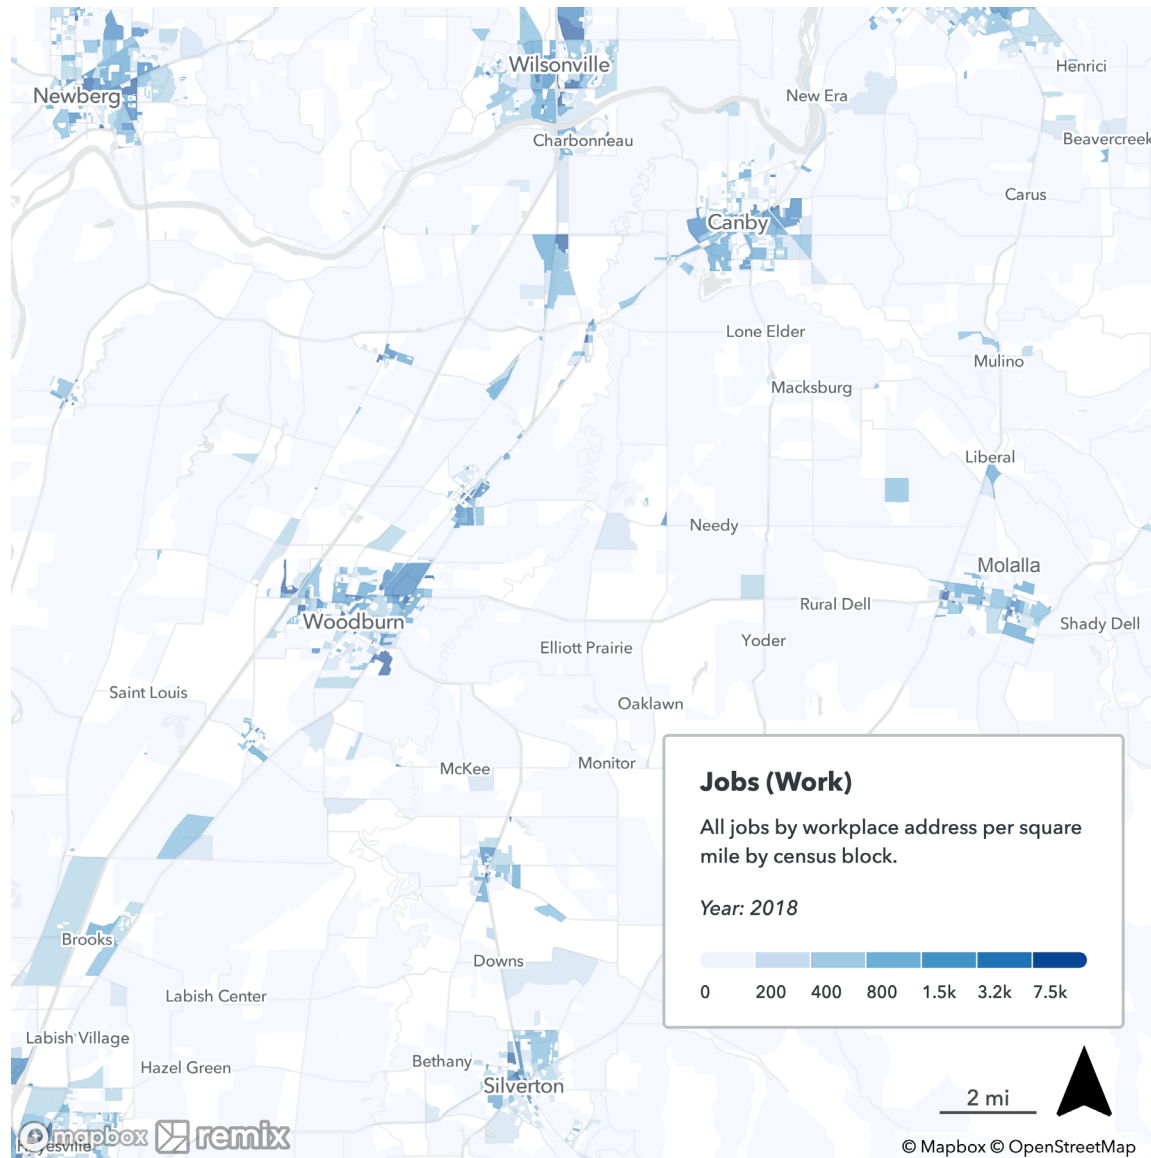 Wilsonville
Henrici
Newberg
New Era
Charbonneau
Beavercreek
Carus
Canby
Lone Elder
Mulino
Macksburg
Liberal
Needy
Molalla
Rural Dell
Woodburn
Shady Dell
Elliott Prairie
Yoder
Saint Louis
Oaklawn
McKee
Monitor
Jobs (Work)
All jobs by workplace address per square
mile by census block.
Year: 2018
0 200 400 800 1.5k 3.2k 7.5k
Brooks
Downs
Labish Center
Labish Village
Hazel Green
Bethany
Silverton
2 mi
mapbox remix
© Mapbox © OpenStreetMap